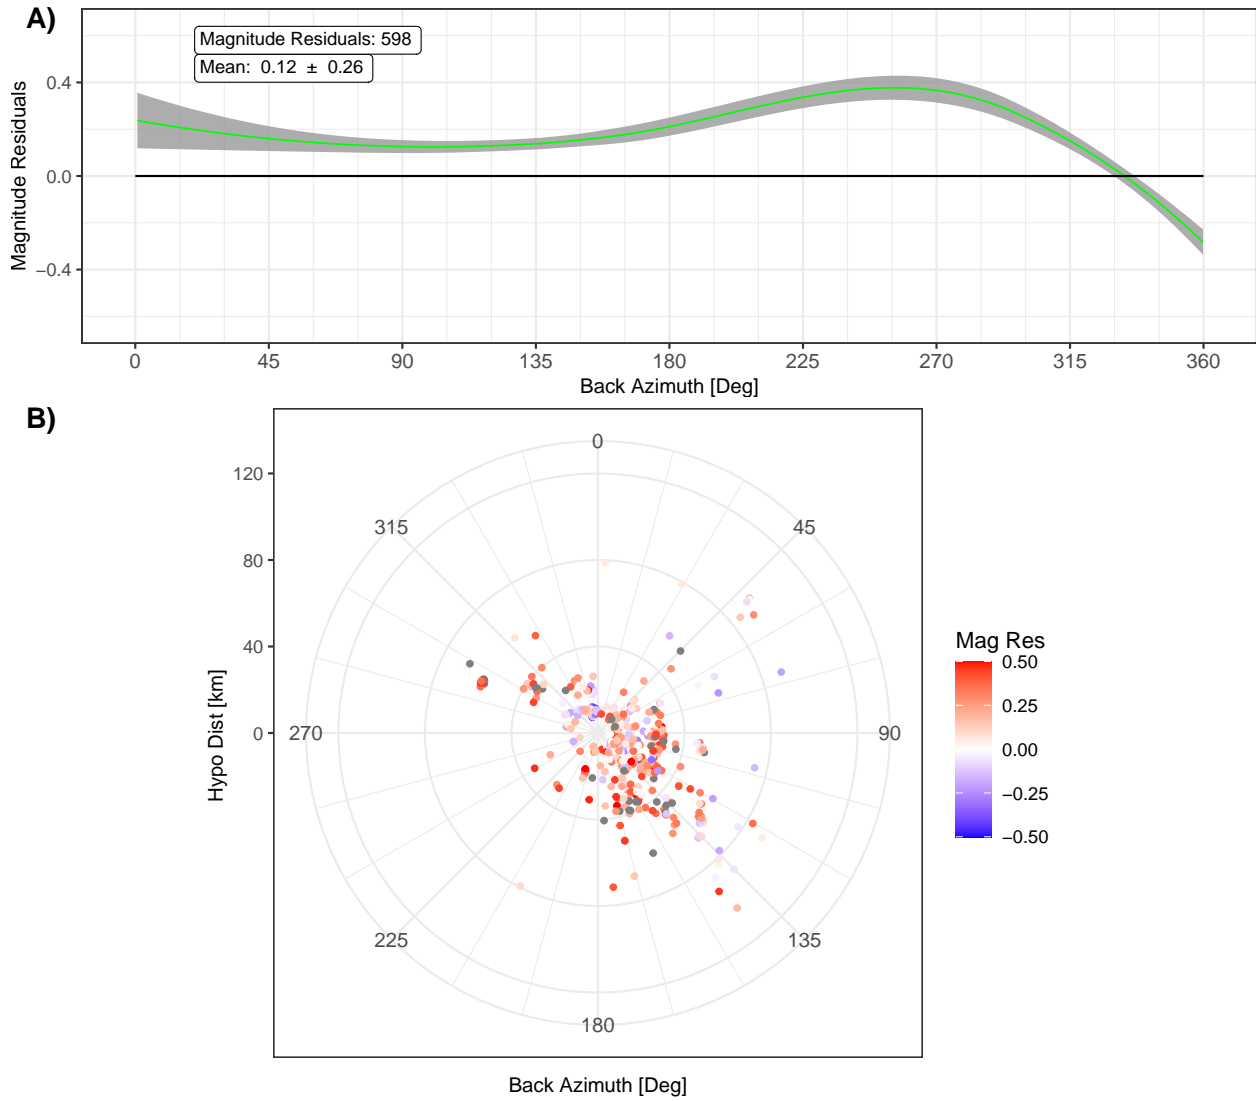 A)
Magnitude Residuals: 598
Mean: 0.12 ± 0.26
Magnitude Residuals
0.4
0.0
−0.4
0 45 90 135 180 225 270 315 360
Back Azimuth [Deg]
B)
Hypo Dist [km]
120
80
40
0
0
45
90
135
180
225
270
315
Back Azimuth [Deg]
Mag Res
0.50
0.25
0.00
−0.25
−0.50